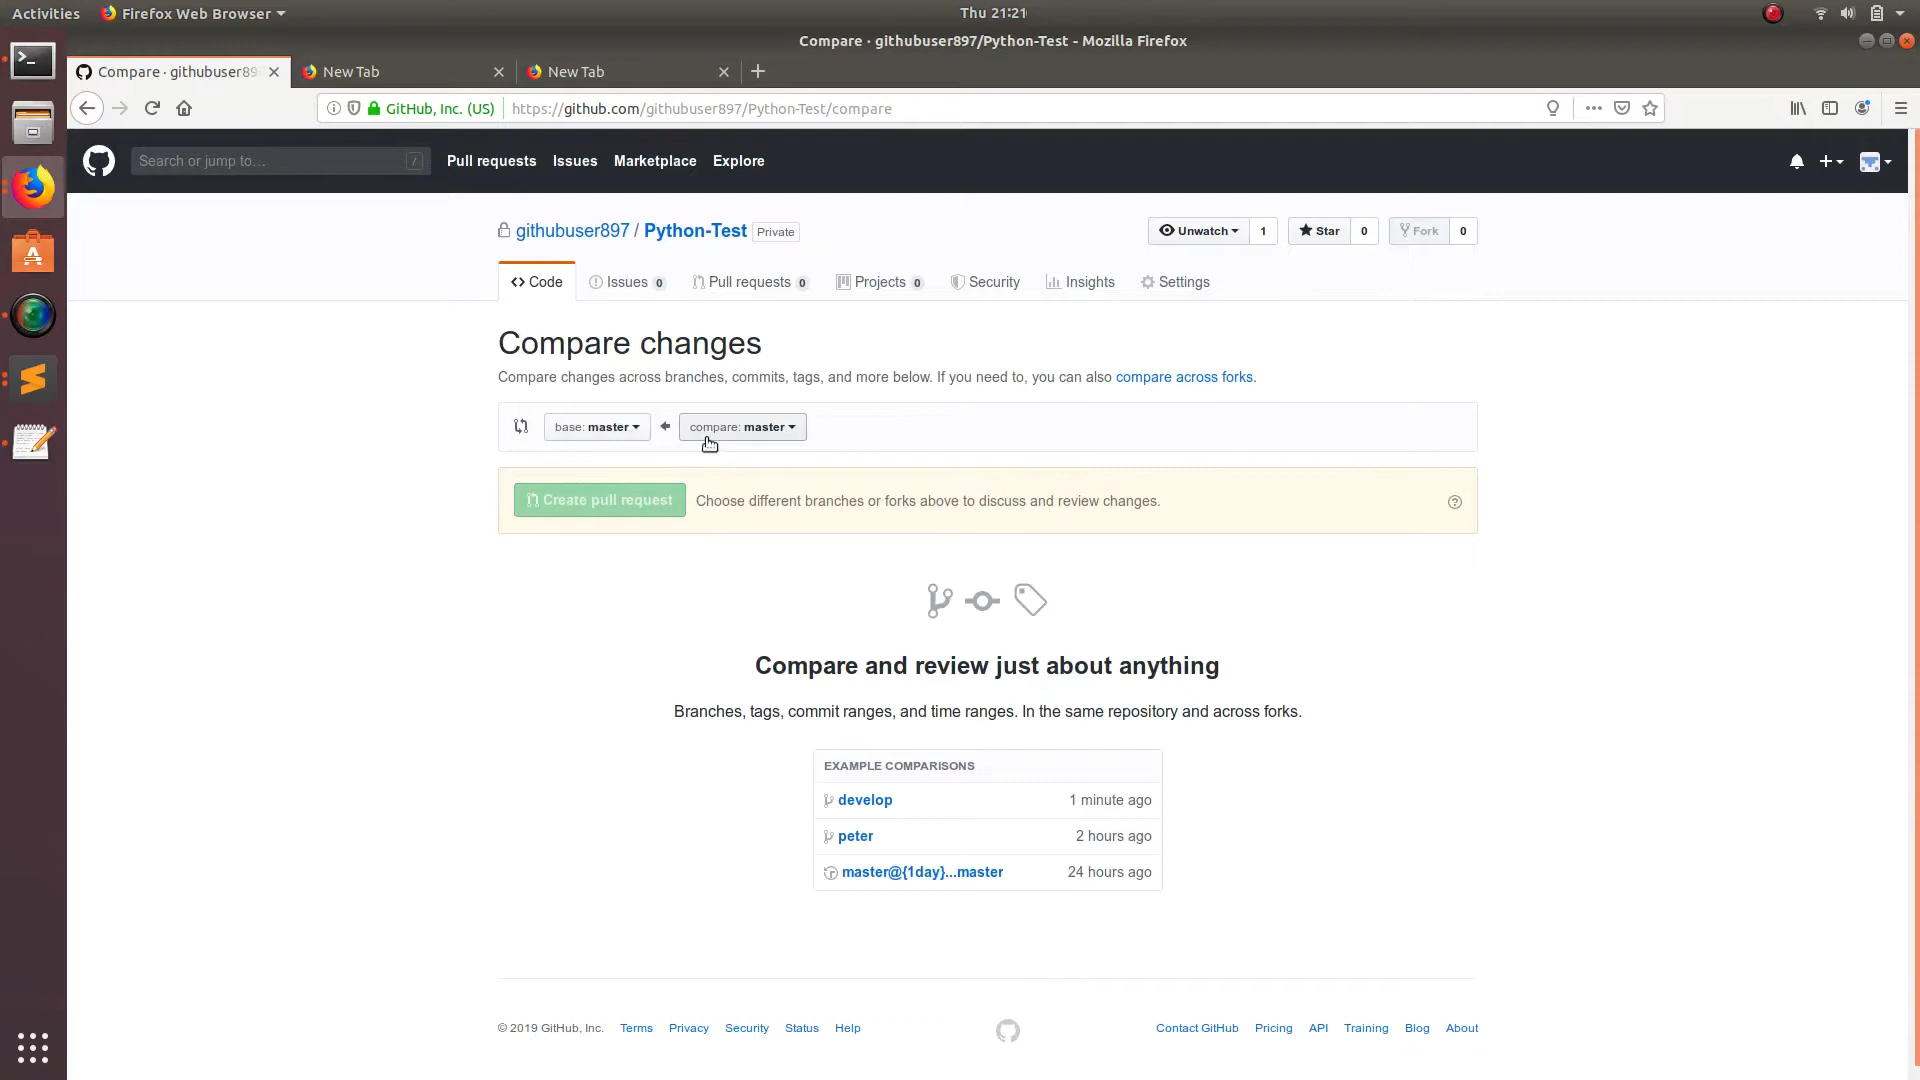 Activities Firefox Web Browser Thu 21:21
Compare · githubuser897/Python-Test - Mozilla Firefox
Compare · githubuser89 New Tab New Tab
GitHub, Inc. (US) https://github.com/githubuser897/Python-Test/compare
Search or jump to... / Pull requests Issues Marketplace Explore
githubuser897 / Python-Test Private Unwatch 1 Star 0 Fork 0
Code Issues 0 Pull requests 0 Projects 0 Security Insights Settings
Compare changes
Compare changes across branches, commits, tags, and more below. If you need to, you can also compare across forks.
base: master compare: master
Create pull request Choose different branches or forks above to discuss and review changes.
Compare and review just about anything
Branches, tags, commit ranges, and time ranges. In the same repository and across forks.
EXAMPLE COMPARISONS
develop 1 minute ago
peter 2 hours ago
master@{1day}...master 24 hours ago
© 2019 GitHub, Inc. Terms Privacy Security Status Help Contact GitHub Pricing API Training Blog About